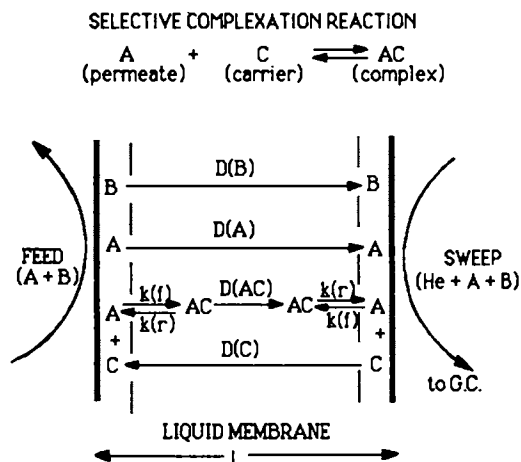 SELECTIVE COMPLEXATION REACTION
A + C ⇌ AC
(permeate) (carrier) (complex)
D(B)
B B
D(A)
A A
FEED
(A + B)
SWEEP
(He + A + B)
k(f) D(AC) k(r)
A AC AC A
k(r) k(f)
+ +
D(C)
C C
to G.C.
LIQUID MEMBRANE